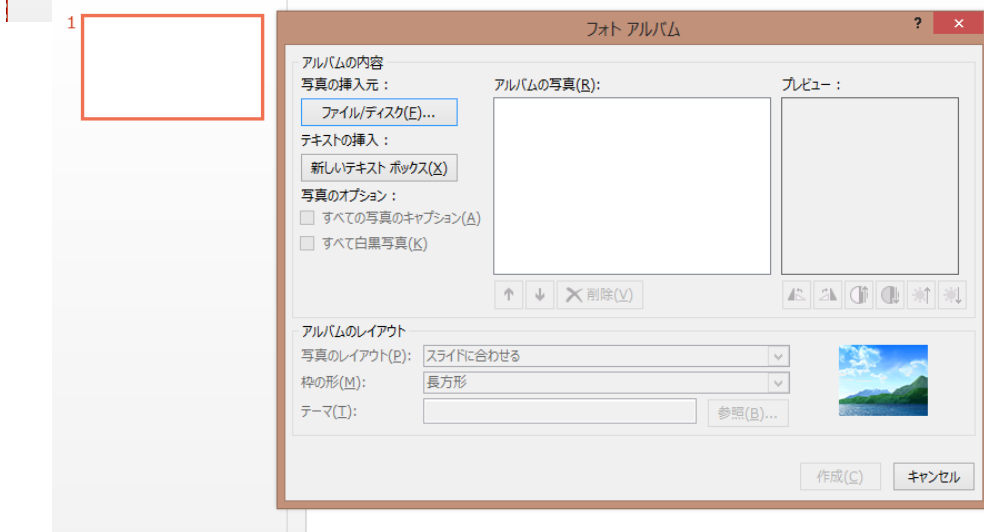 1
フォト アルバム
?
アルバムの内容
写真の挿入元：
ファイル/ディスク(F)...
テキストの挿入：
新しいテキスト ボックス(X)
写真のオプション：
すべての写真のキャプション(A)
すべて白黒写真(K)
アルバムの写真(R):
削除(V)
プレビュー：
アルバムのレイアウト
写真のレイアウト(P): スライドに合わせる
枠の形(M): 長方形
テーマ(T): 参照(B)...
作成(C) キャンセル